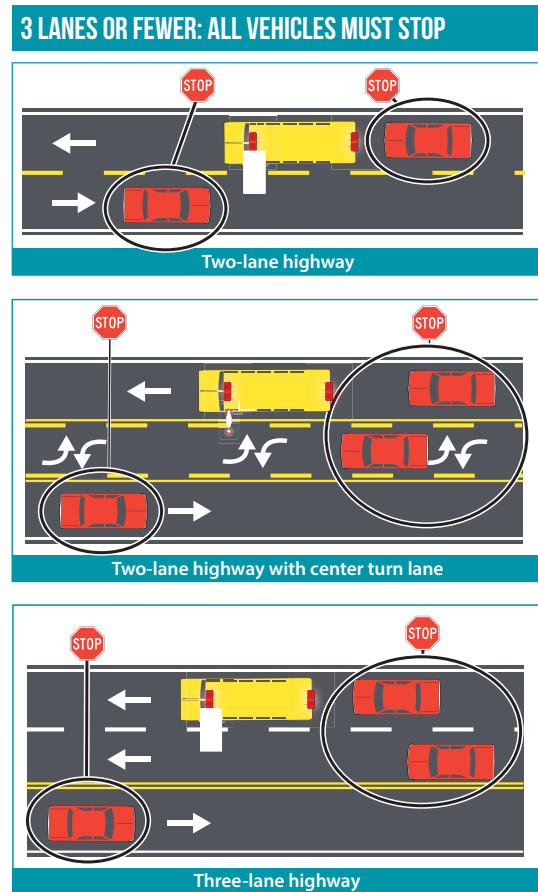 3 LANES OR FEWER: ALL VEHICLES MUST STOP
STOP
STOP
Two-lane highway
STOP
STOP
Two-lane highway with center turn lane
STOP
STOP
Three-lane highway